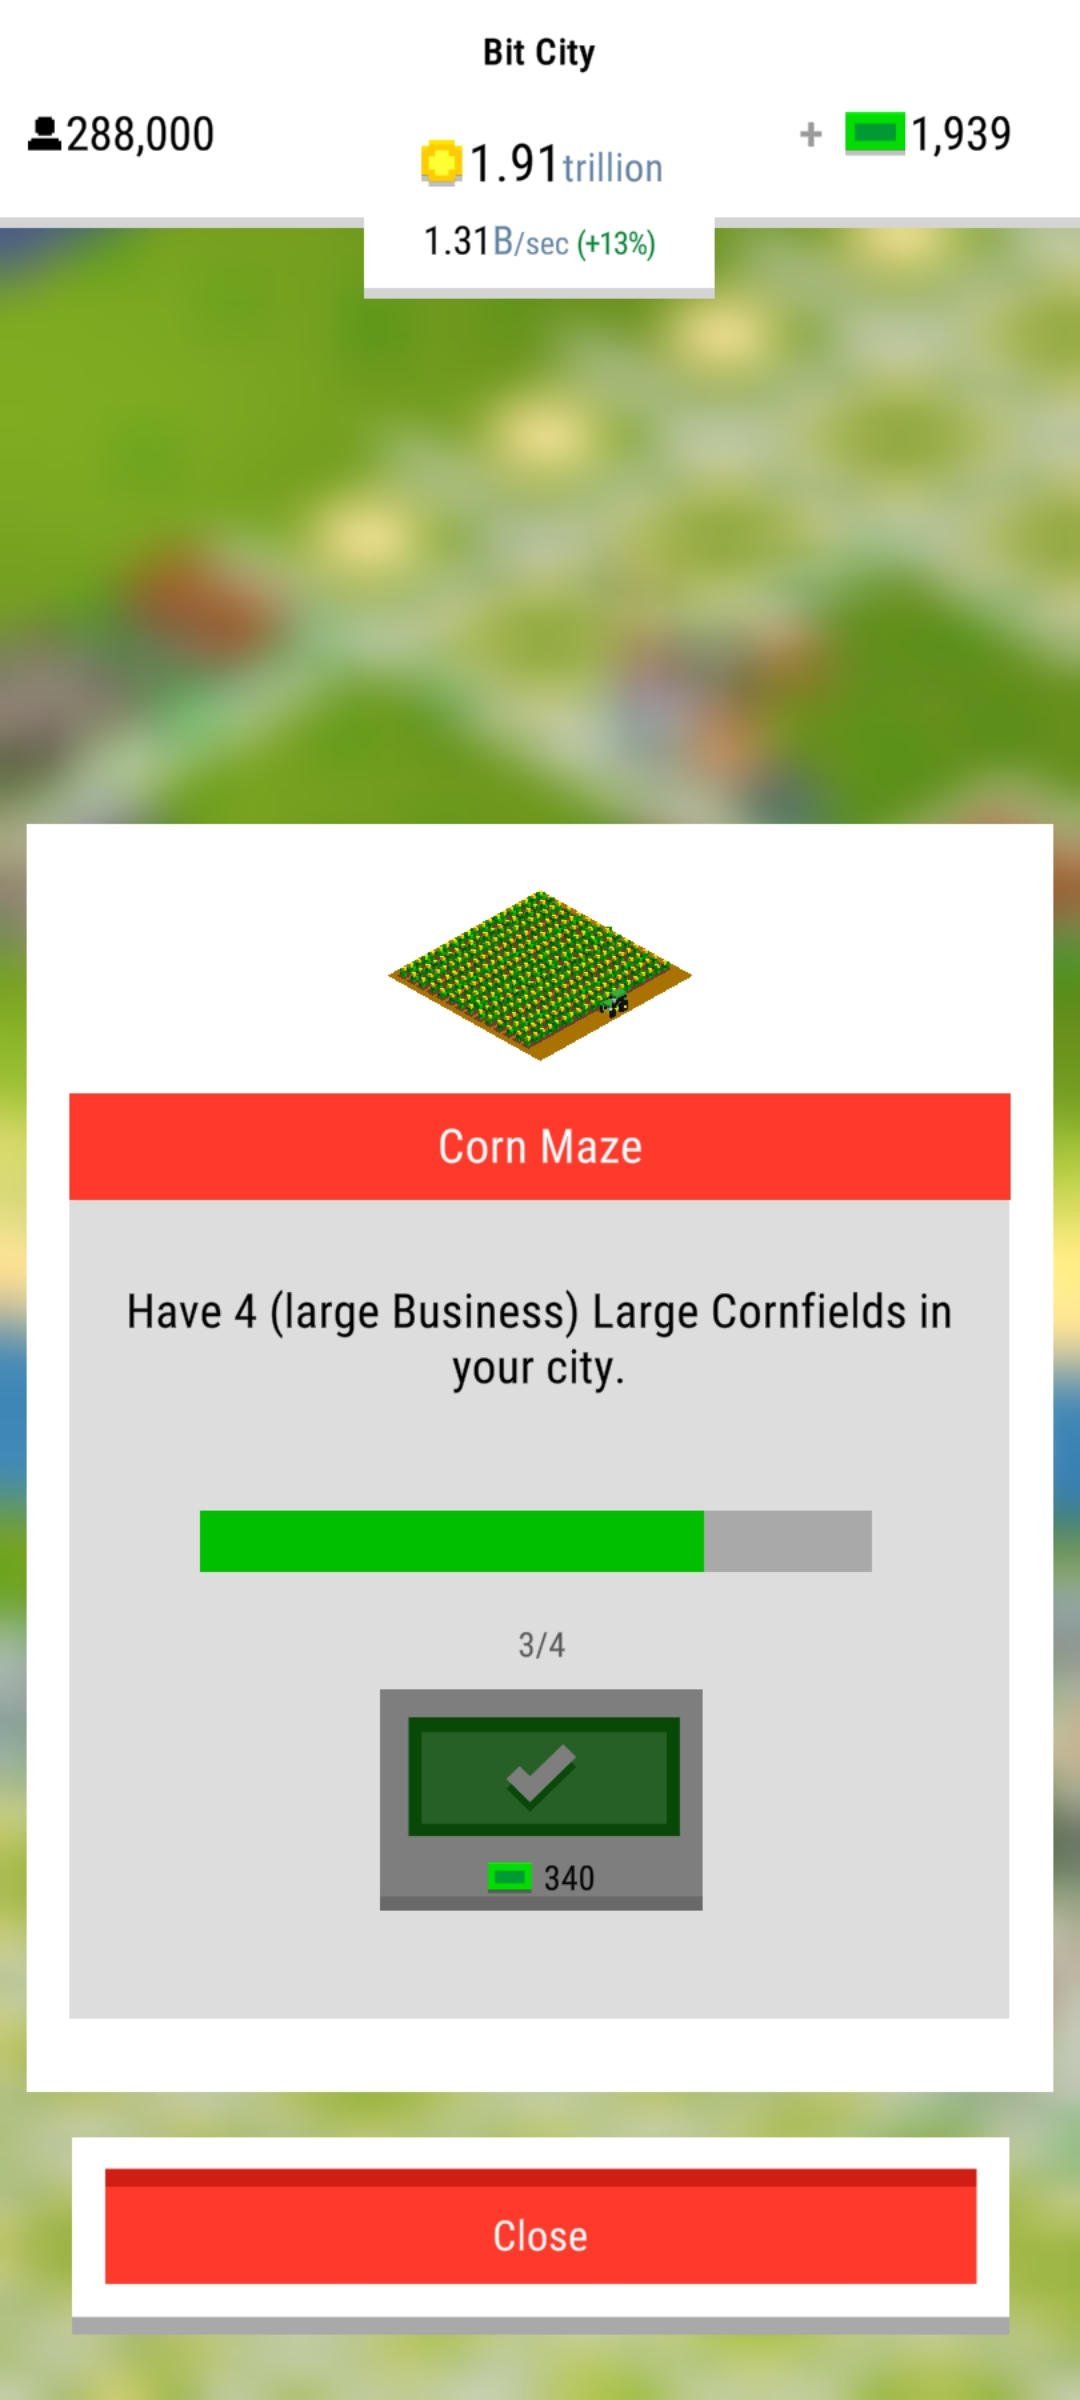 Bit City
288,000
1.91trillion
+ 1,939
1.31B/sec (+13%)
Corn Maze
Have 4 (large Business) Large Cornfields in
your city.
3/4
340
Close